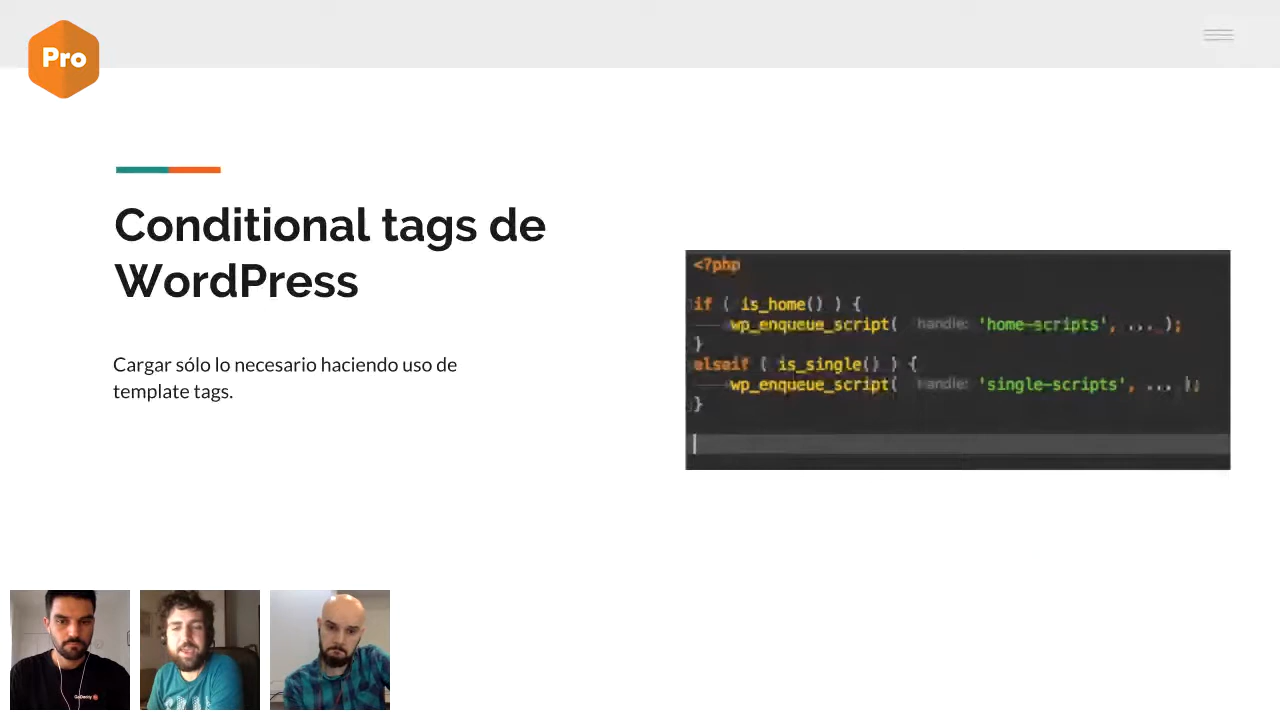 Pro
Conditional tags de
WordPress
Cargar sólo lo necesario haciendo uso de
template tags.
<?php
if ( is_home() ) {
wp_enqueue_script( handle: 'home-scripts', ... );
}
elseif ( is_single() ) {
wp_enqueue_script( handle: 'single-scripts', ... );
}
GoDaddy